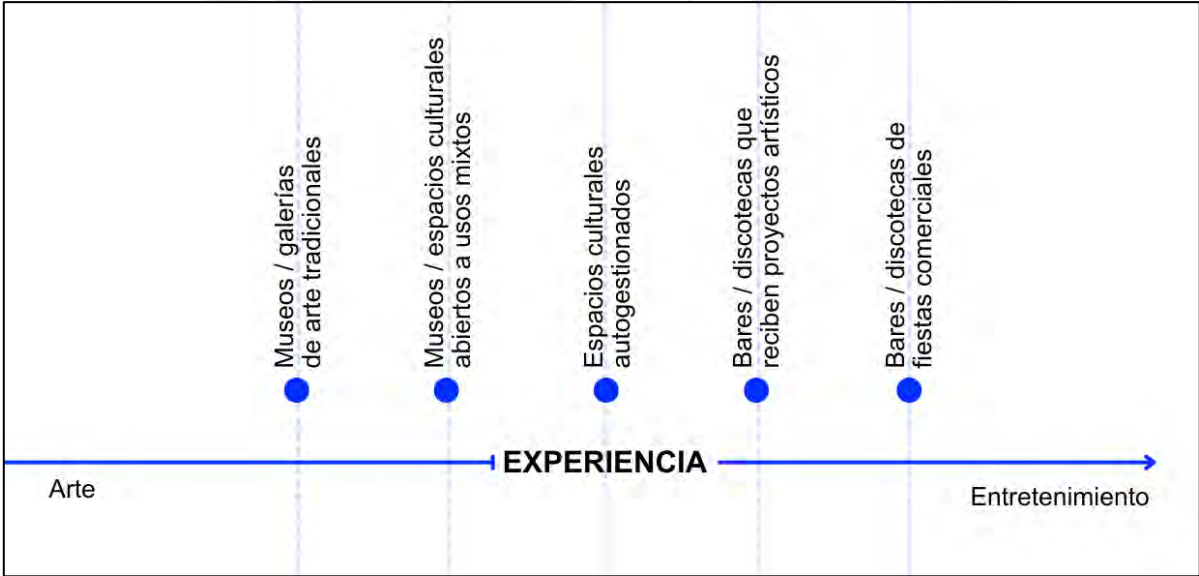 Museos / galerías
de arte tradicionales
Museos / espacios culturales
abiertos a usos mixtos
Espacios culturales
autogestionados
Bares / discotecas que
reciben proyectos artísticos
Bares / discotecas de
fiestas comerciales
EXPERIENCIA
Arte
Entretenimiento